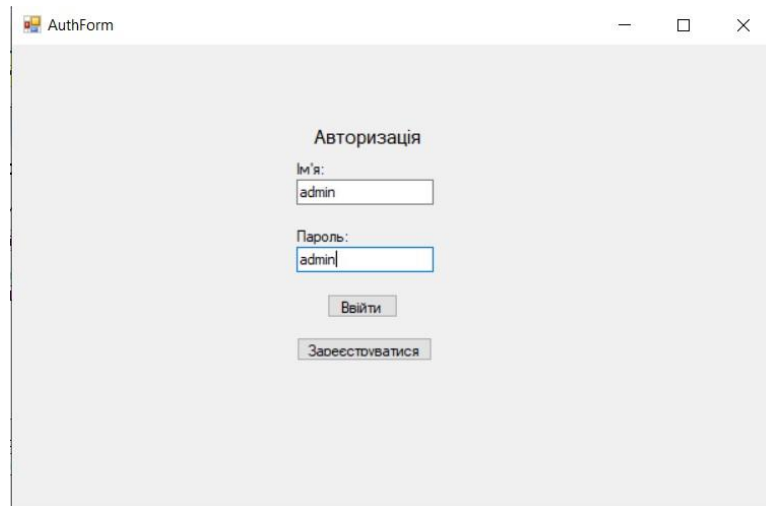 AuthForm
Авторизація
Ім'я:
admin
Пароль:
admin
Ввійти
Зареєструватися